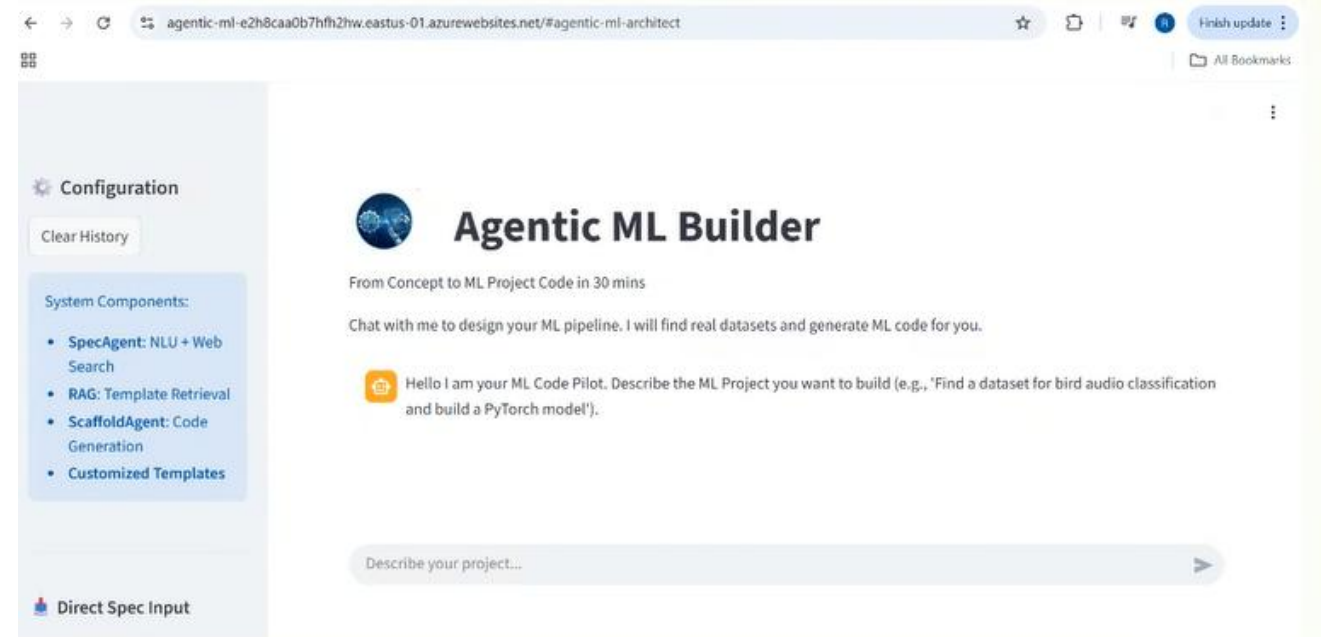 agentic-ml-e2h8caa0b7hfh2hw.eastus-01.azurewebsites.net/#agentic-ml-architect
Finish update
All Bookmarks
Configuration
Clear History
System Components:
• SpecAgent: NLU + Web
Search
• RAG: Template Retrieval
• ScaffoldAgent: Code
Generation
• Customized Templates
Direct Spec Input
Agentic ML Builder
From Concept to ML Project Code in 30 mins
Chat with me to design your ML pipeline. I will find real datasets and generate ML code for you.
Hello I am your ML Code Pilot. Describe the ML Project you want to build (e.g., 'Find a dataset for bird audio classification
and build a PyTorch model').
Describe your project...